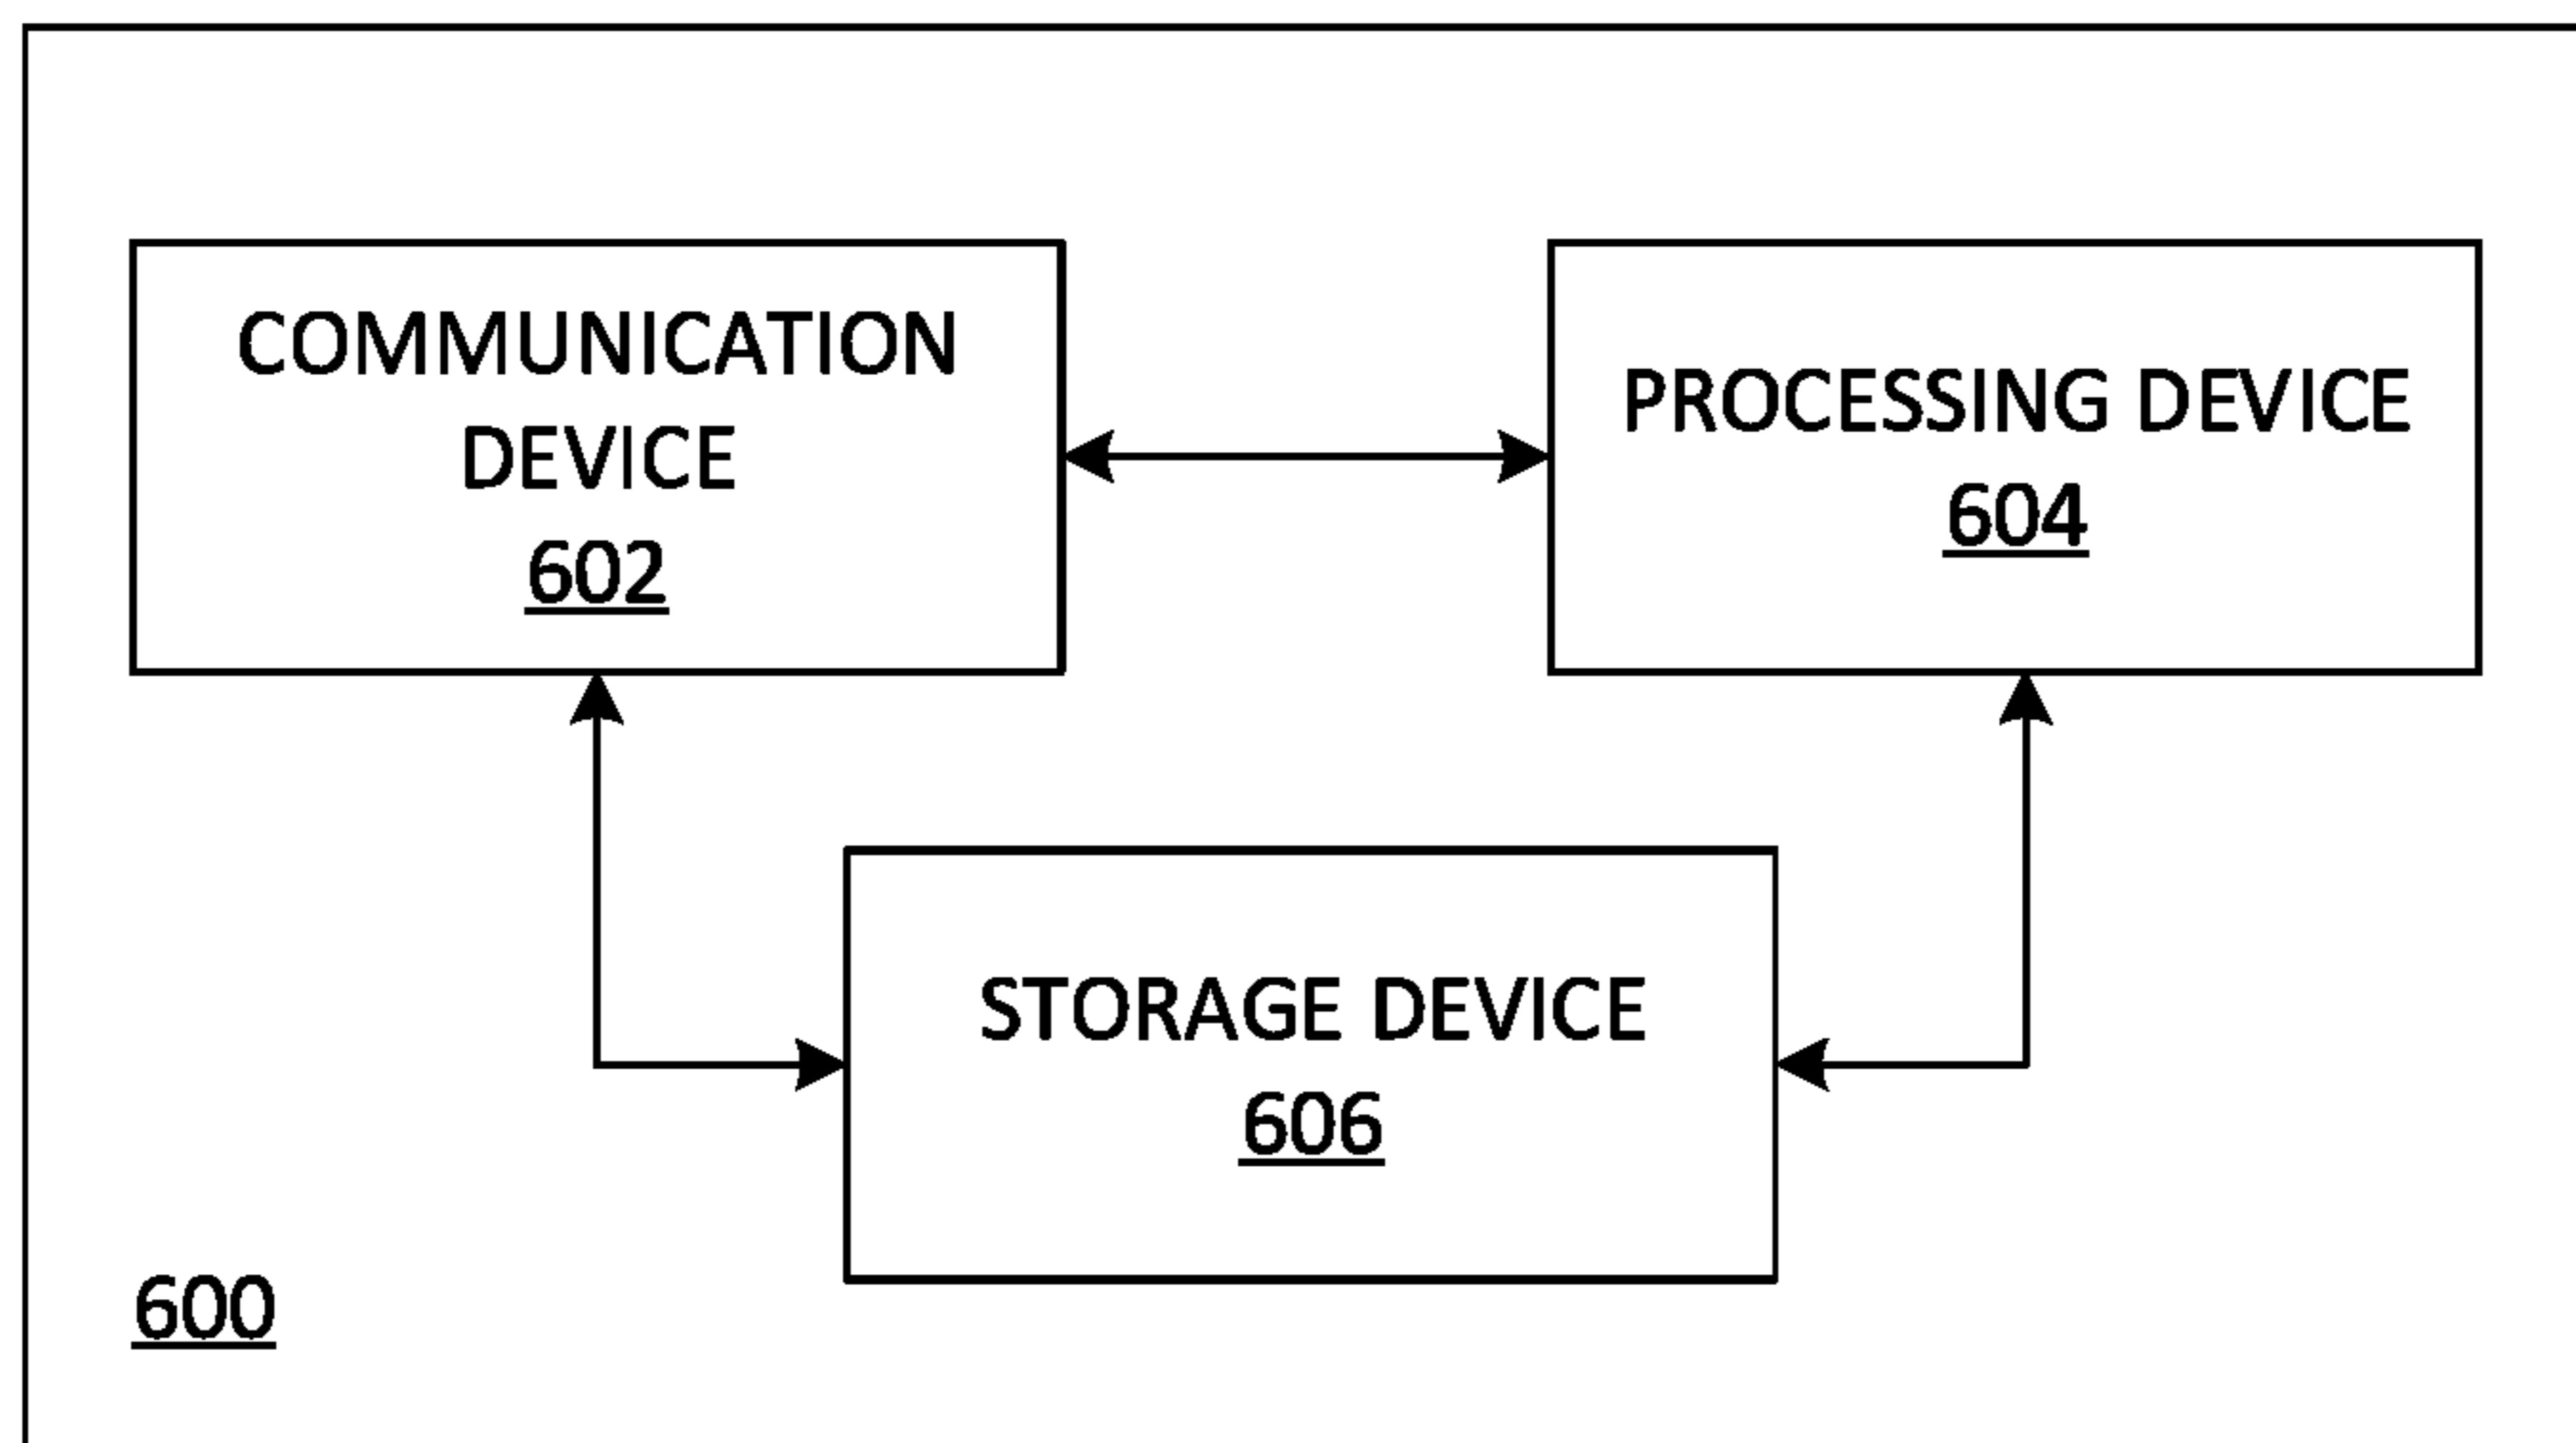 COMMUNICATION
DEVICE
602
PROCESSING DEVICE
604
STORAGE DEVICE
606
600